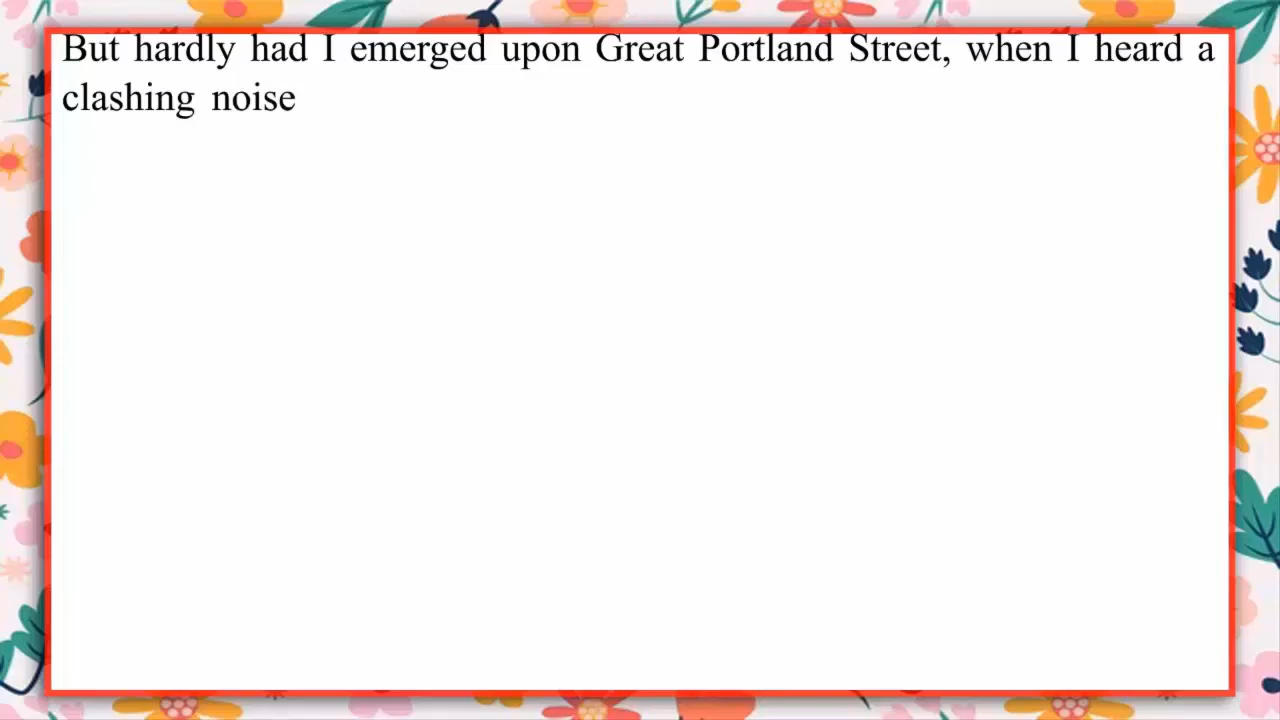 But hardly had I emerged upon Great Portland Street, when I heard a
clashing noise